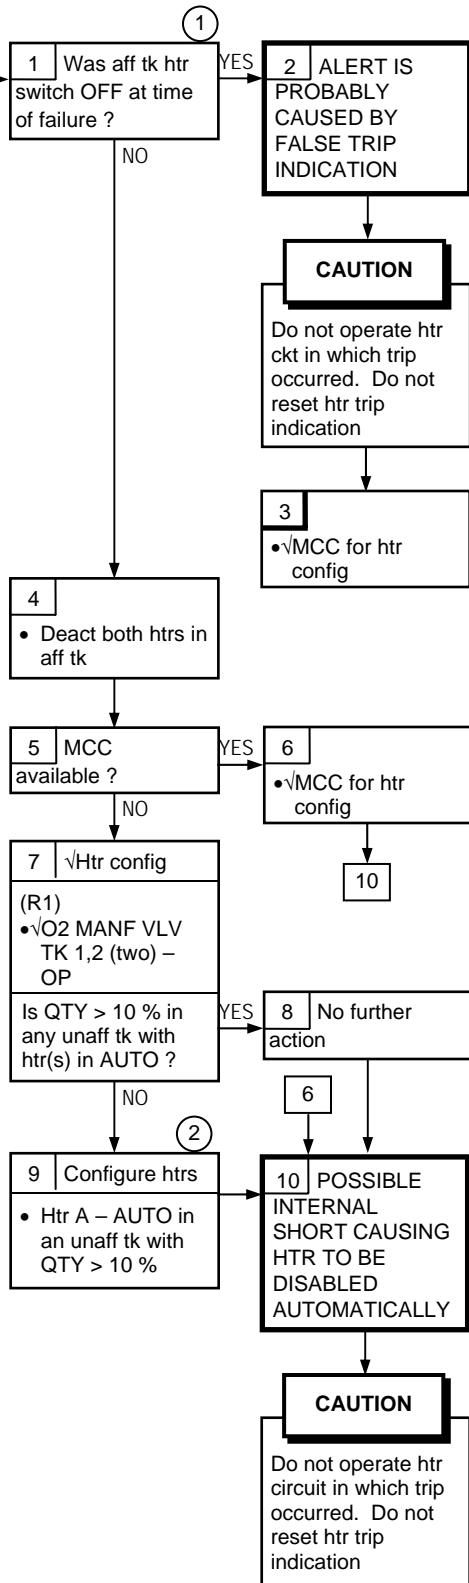 1
1 Was aff tk htr
switch OFF at time
of failure ?
YES
NO
2 ALERT IS
PROBABLY
CAUSED BY
FALSE TRIP
INDICATION
CAUTION
Do not operate htr
ckt in which trip
occurred. Do not
reset htr trip
indication
3
•√MCC for htr
config
4
• Deact both htrs in
aff tk
5 MCC
available ?
YES
NO
6
•√MCC for htr
config
10
7 √Htr config
(R1)
•√O2 MANF VLV
TK 1,2 (two) –
OP
Is QTY > 10 % in
any unaff tk with
htr(s) in AUTO ?
YES
NO
8 No further
action
6
2
9 Configure htrs
• Htr A – AUTO in
an unaff tk with
QTY > 10 %
10 POSSIBLE
INTERNAL
SHORT CAUSING
HTR TO BE
DISABLED
AUTOMATICALLY
CAUTION
Do not operate htr
circuit in which trip
occurred. Do not
reset htr trip
indication